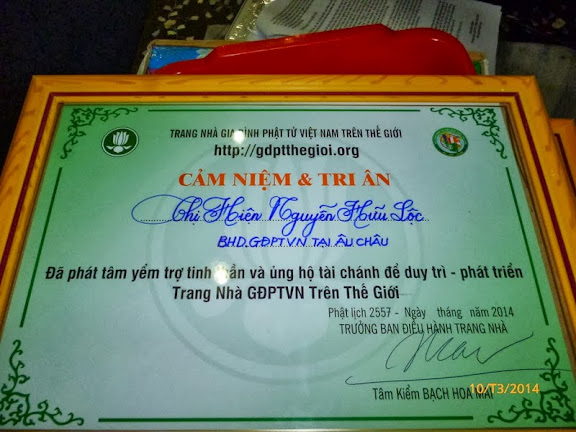 TRANG NHÀ GIA ĐÌNH PHẬT TỬ VIỆT NAM TRÊN THẾ GIỚI
http://gdptthegioi.org
CẢM NIỆM & TRI ÂN
Thị Hiện Nguyễn Hữu Lộc
BHD.GĐPTVN TẠI ÂU CHÂU
Đã phát tâm yểm trợ tinh thần và ủng hộ tài chánh để duy trì - phát triển
Trang Nhà GĐPTVN Trên Thế Giới
Phật lịch 2557 - Ngày tháng năm 2014
TRƯỞNG BAN ĐIỀU HÀNH TRANG NHÀ
10/T3/2014
Tâm Kiểm BẠCH HOA MAI